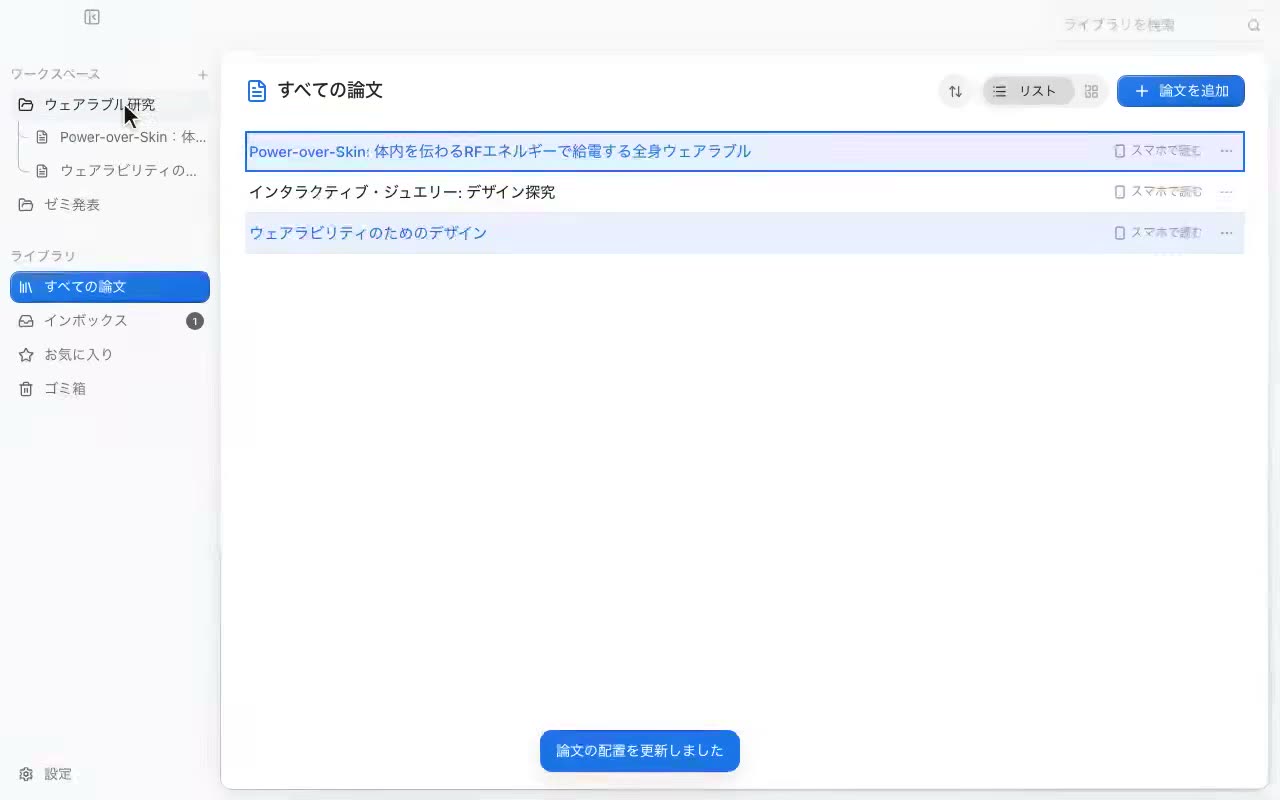 ライブラリを検索
ワークスペース
ウェアラブル研究
Power-over-Skin：体...
ウェアラビリティの...
ゼミ発表
ライブラリ
すべての論文
インボックス
1
お気に入り
ゴミ箱
設定
すべての論文
リスト
論文を追加
Power-over-Skin: 体内を伝わるRFエネルギーで給電する全身ウェアラブル
スマホで読む
インタラクティブ・ジュエリー: デザイン探究
スマホで読む
ウェアラビリティのためのデザイン
スマホで読む
論文の配置を更新しました